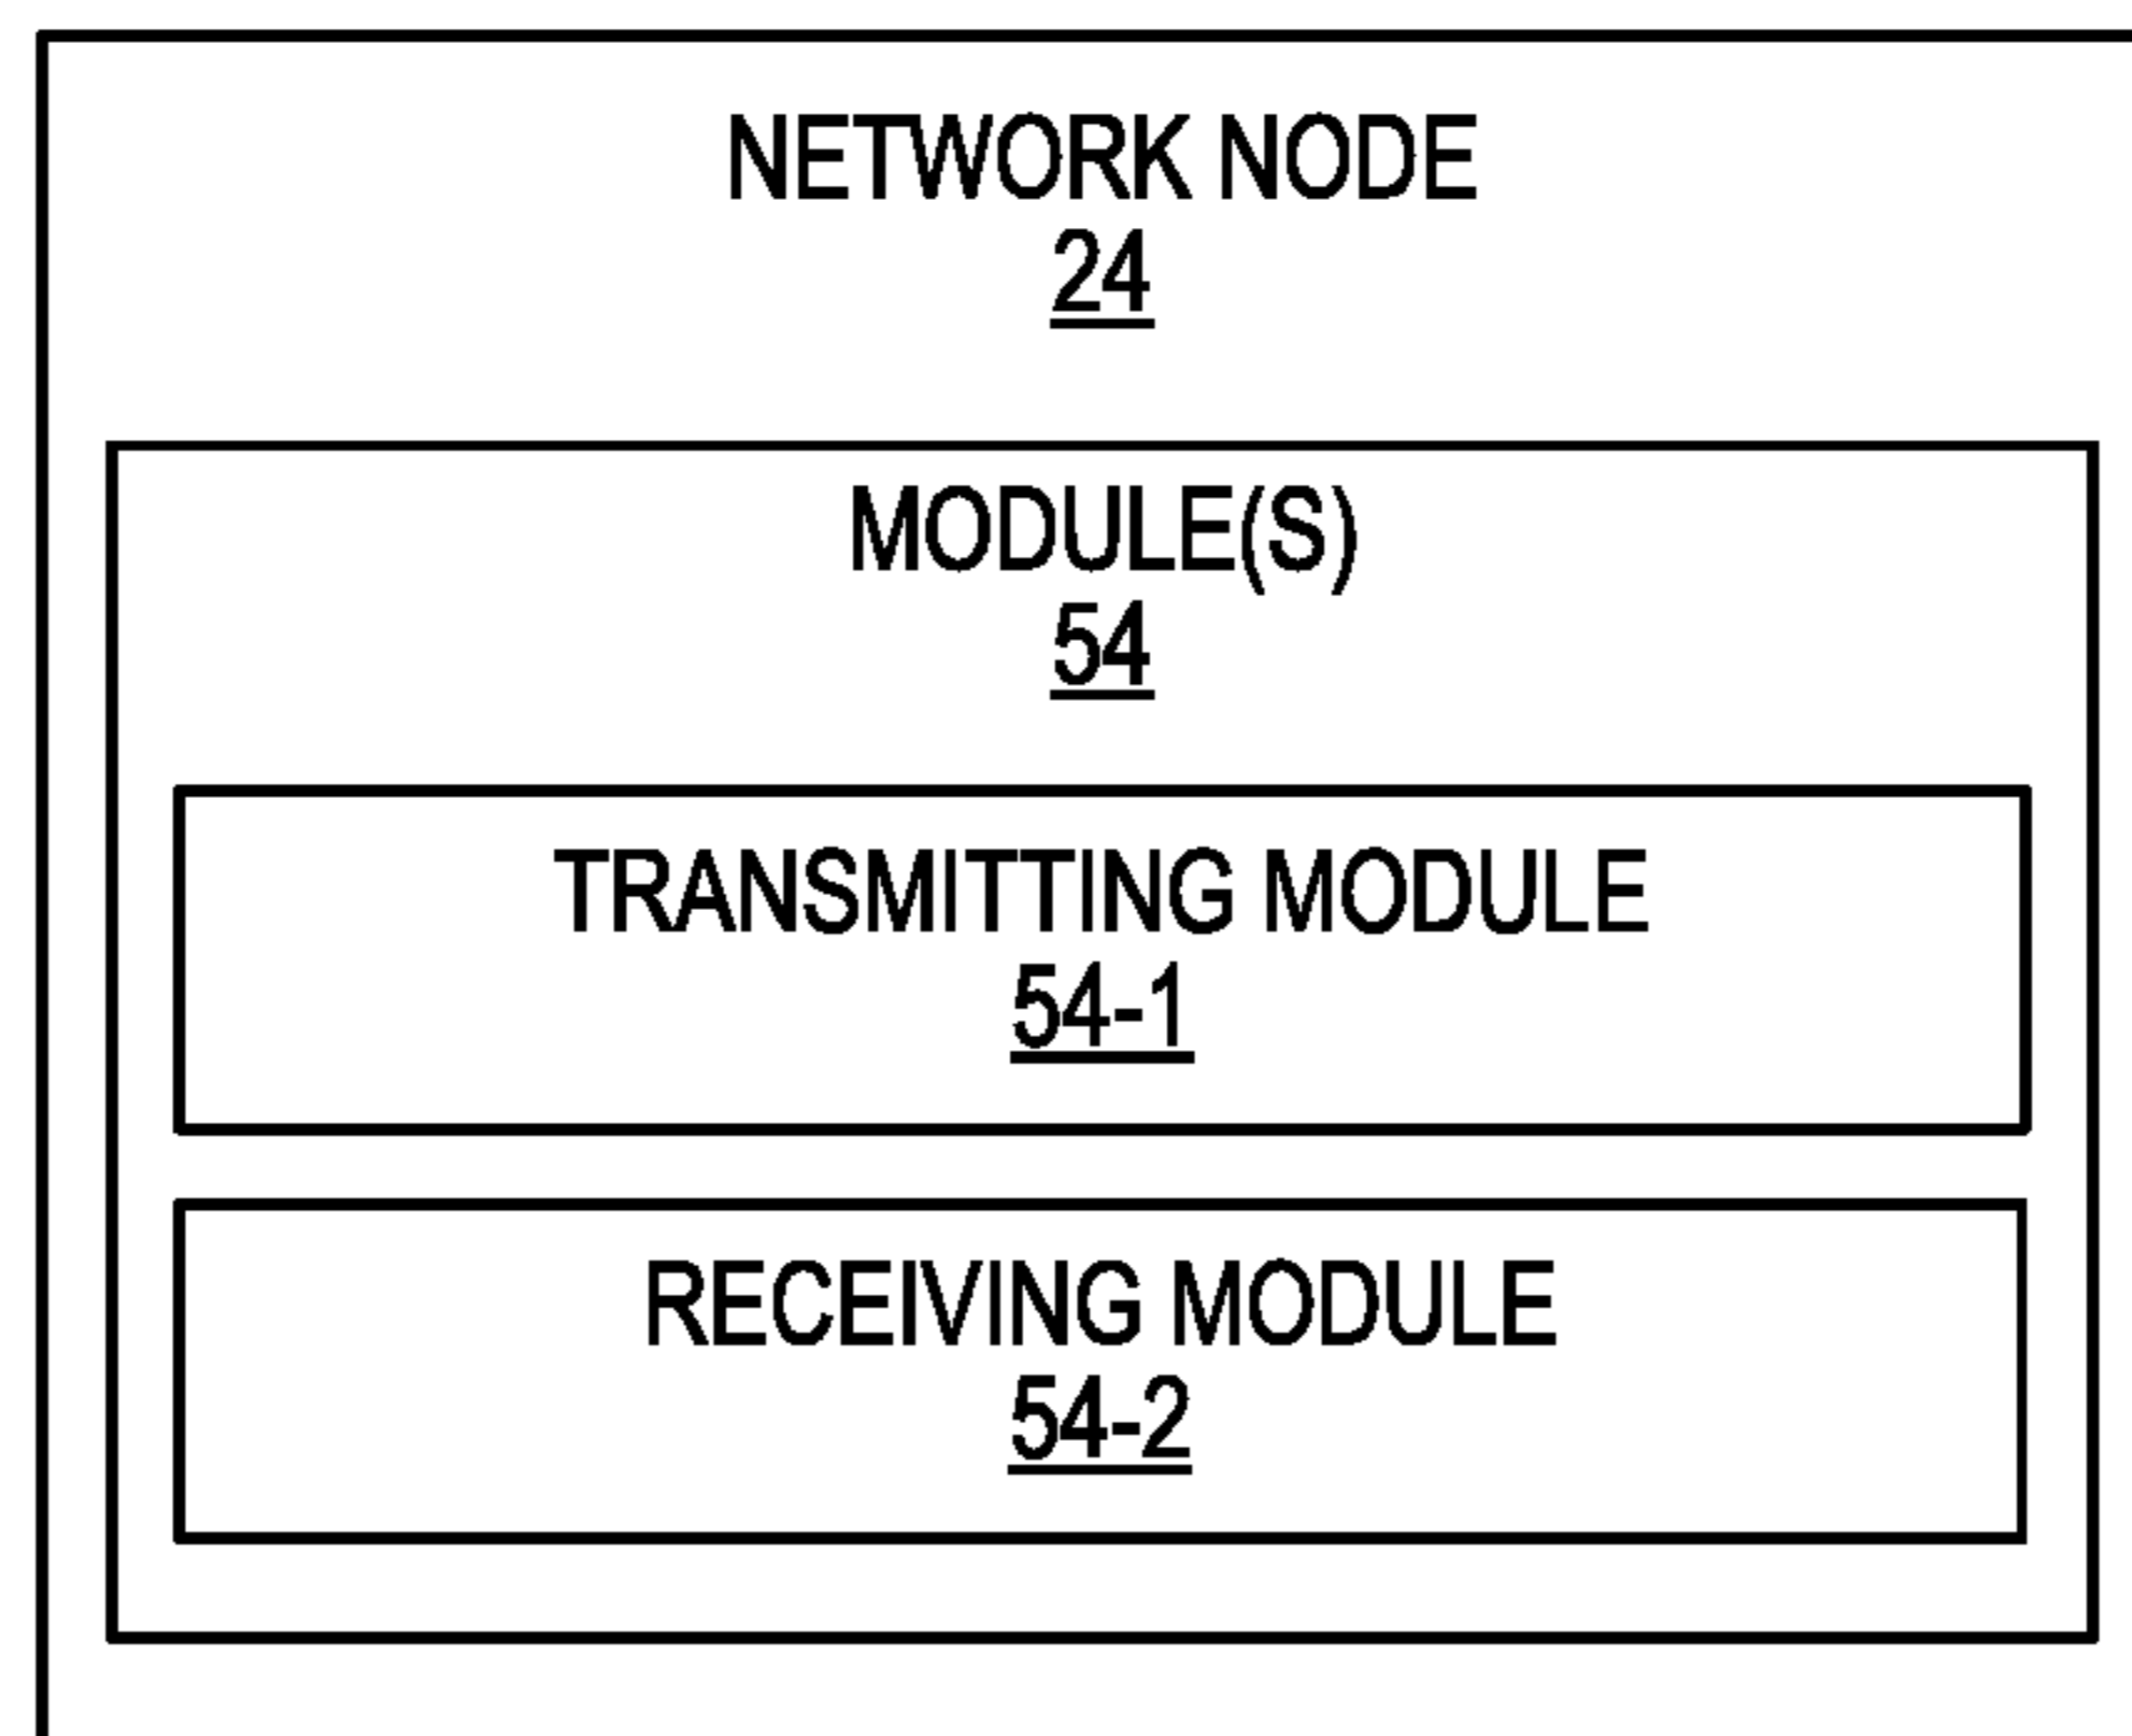 NETWORK NODE
24
MODULE(S)
54
TRANSMITTING MODULE
54-1
RECEIVING MODULE
54-2